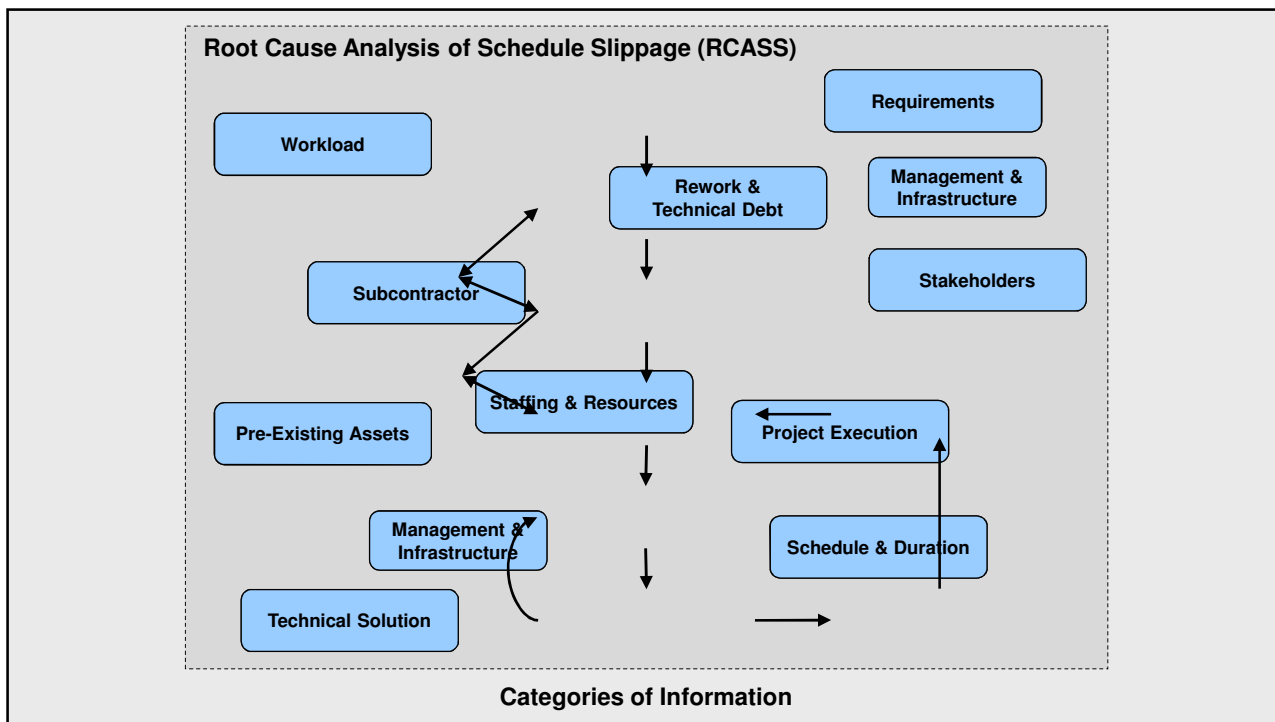 Root Cause Analysis of Schedule Slippage (RCASS)
Requirements
Workload
Management &
Infrastructure
Rework &
Technical Debt
Stakeholders
Subcontractor
Staffing & Resources
Project Execution
Pre-Existing Assets
Management &
Infrastructure
Schedule & Duration
Technical Solution
Categories of Information